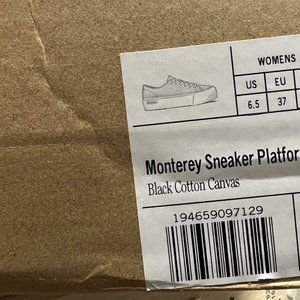 WOMENS
US EU
6.5 37
Monterey Sneaker Platfor
Black Cotton Canvas
194659097129